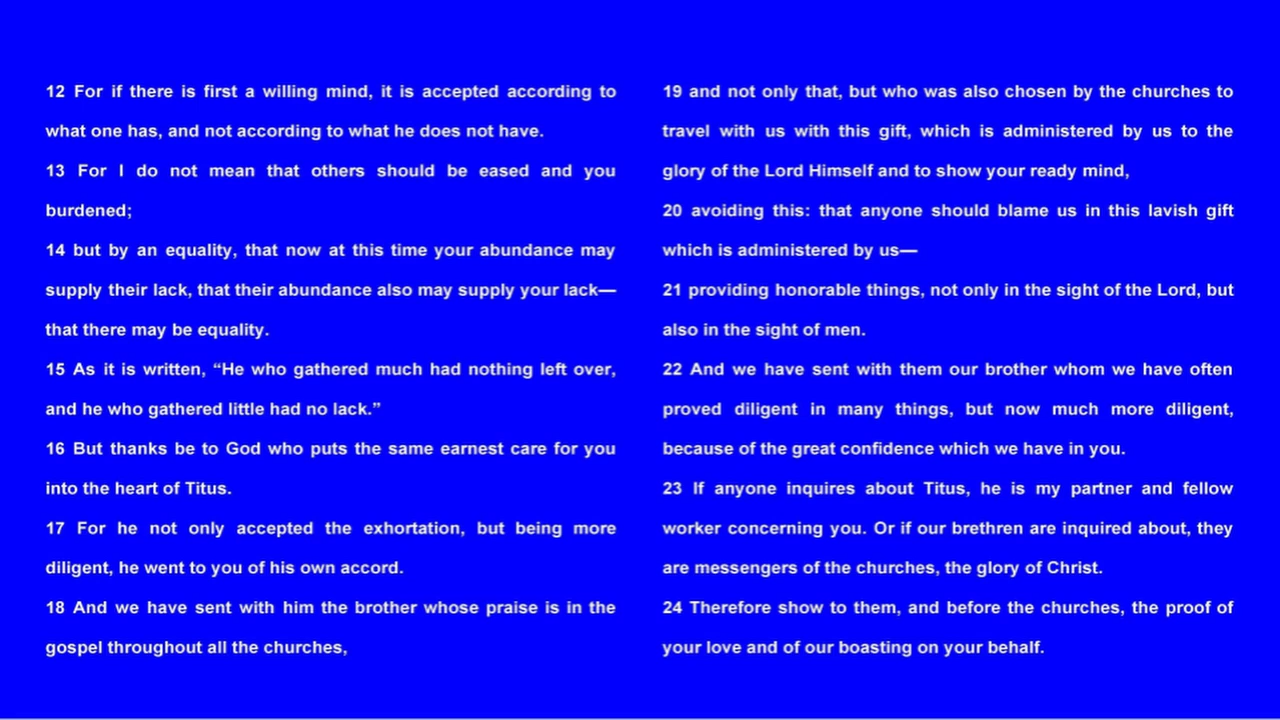 12 For if there is first a willing mind, it is accepted according to
what one has, and not according to what he does not have.
13 For I do not mean that others should be eased and you
burdened;
14 but by an equality, that now at this time your abundance may
supply their lack, that their abundance also may supply your lack—
that there may be equality.
15 As it is written, “He who gathered much had nothing left over,
and he who gathered little had no lack.”
16 But thanks be to God who puts the same earnest care for you
into the heart of Titus.
17 For he not only accepted the exhortation, but being more
diligent, he went to you of his own accord.
18 And we have sent with him the brother whose praise is in the
gospel throughout all the churches,
19 and not only that, but who was also chosen by the churches to
travel with us with this gift, which is administered by us to the
glory of the Lord Himself and to show your ready mind,
20 avoiding this: that anyone should blame us in this lavish gift
which is administered by us—
21 providing honorable things, not only in the sight of the Lord, but
also in the sight of men.
22 And we have sent with them our brother whom we have often
proved diligent in many things, but now much more diligent,
because of the great confidence which we have in you.
23 If anyone inquires about Titus, he is my partner and fellow
worker concerning you. Or if our brethren are inquired about, they
are messengers of the churches, the glory of Christ.
24 Therefore show to them, and before the churches, the proof of
your love and of our boasting on your behalf.